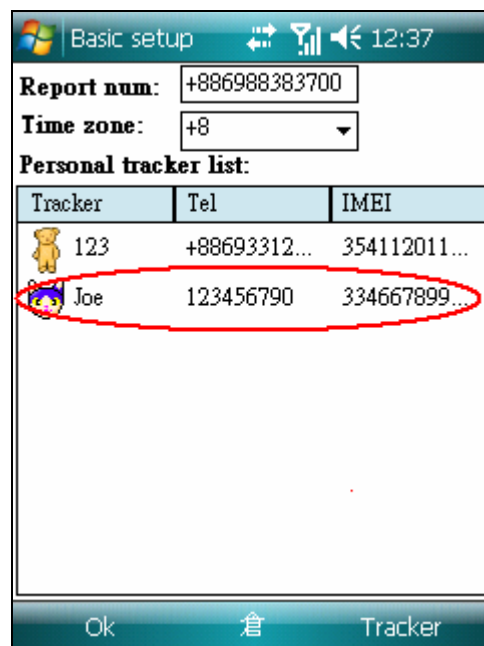 Basic setup 12:37
Report num: +886988383700
Time zone: +8
Personal tracker list:
Tracker Tel IMEI
123 +88693312... 354112011...
Joe 123456790 334667899...
Ok 倉 Tracker